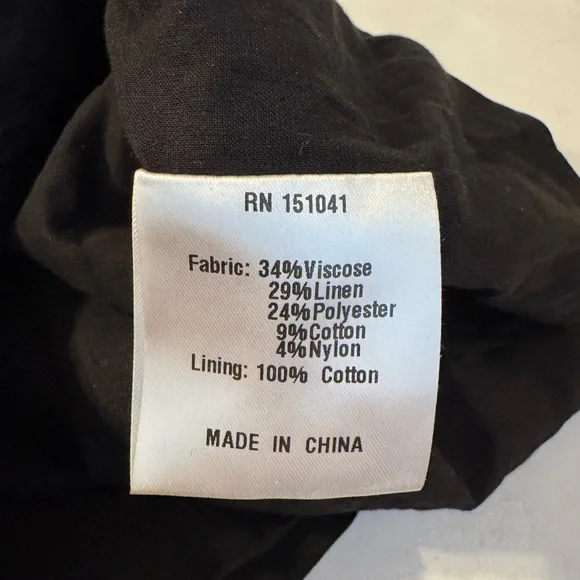 RN 151041
Fabric: 34%Viscose
29%Linen
24%Polyester
9%Cotton
4%Nylon
Lining: 100% Cotton
MADE IN CHINA